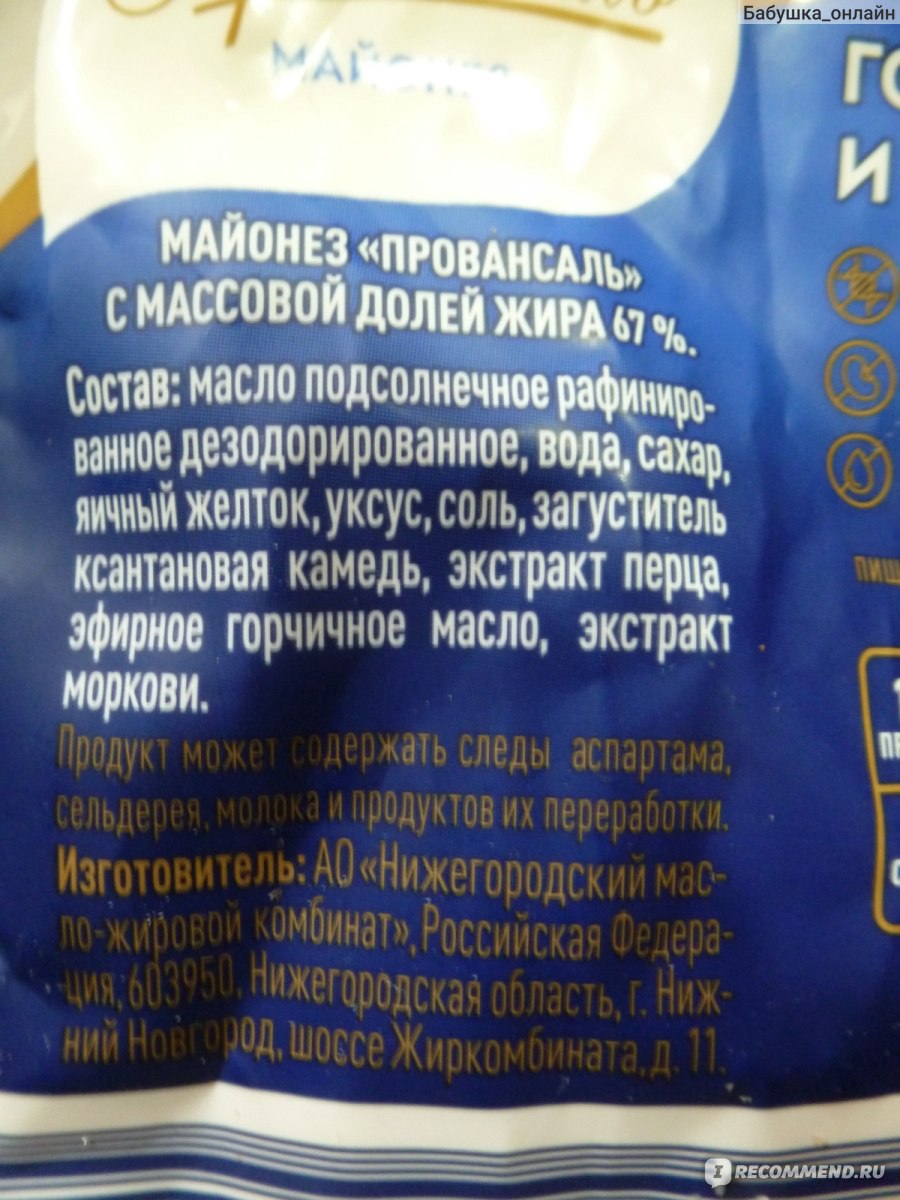 Бабушка_онлайн
МАЙОНЕЗ
МАЙОНЕЗ «ПРОВАНСАЛЬ»
С МАССОВОЙ ДОЛЕЙ ЖИРА 67 %.
Состав: масло подсолнечное рафиниро-
ванное дезодорированное, вода, сахар,
яичный желток, уксус, соль, загуститель
ксантановая камедь, экстракт перца,
эфирное горчичное масло, экстракт
моркови.
Продукт может содержать следы аспартама,
сельдерея, молока и продуктов их переработки.
Изготовитель: АО «Нижегородский мас-
ло-жировой комбинат», Российская Федера-
ция, 603950, Нижегородская область, г. Ниж-
ний Новгород, шоссе Жиркомбината, д. 11.
И
IRECOMMEND.RU